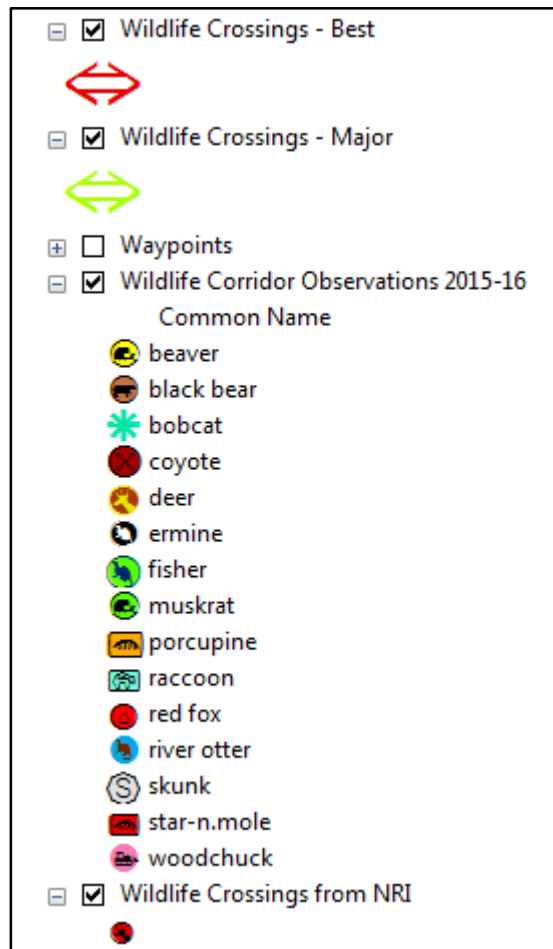 Wildlife Crossings - Best
Wildlife Crossings - Major
Waypoints
Wildlife Corridor Observations 2015-16
Common Name
beaver
black bear
bobcat
coyote
deer
ermine
fisher
muskrat
porcupine
raccoon
red fox
river otter
S skunk
star-n.mole
woodchuck
Wildlife Crossings from NRI